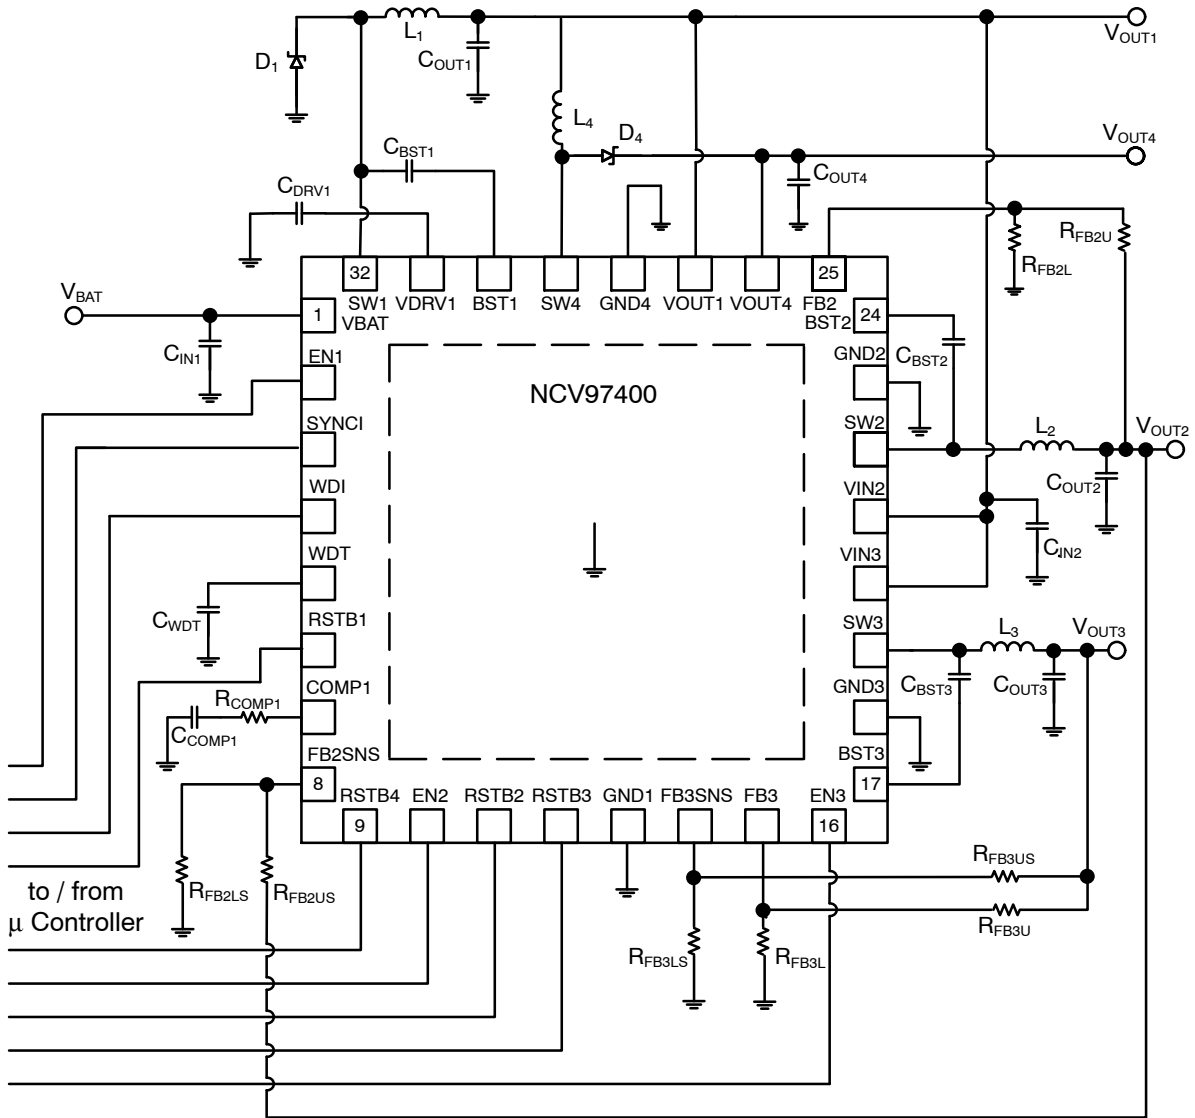 L1
VOUT1
D1
COUT1
L4
D4
VOUT4
CBST1
COUT4
CDRV1
RFB2U
RFB2L
32
25
SW1
VDRV1
BST1
SW4
GND4
VOUT1
VOUT4
FB2
VBAT
1
VBAT
BST2
24
CIN1
EN1
GND2
CBST2
NCV97400
SYNCI
SW2
L2
VOUT2
WDI
VIN2
COUT2
CIN2
WDT
VIN3
CWDT
RSTB1
SW3
L3
VOUT3
COMP1
GND3
CBST3
COUT3
RCOMP1
CCOMP1
FB2SNS
BST3
8
17
RSTB4
EN2
RSTB2
RSTB3
GND1
FB3SNS
FB3
EN3
9
16
RFB3US
to / from
RFB2LS
RFB2US
μ Controller
RFB3U
RFB3LS
RFB3L